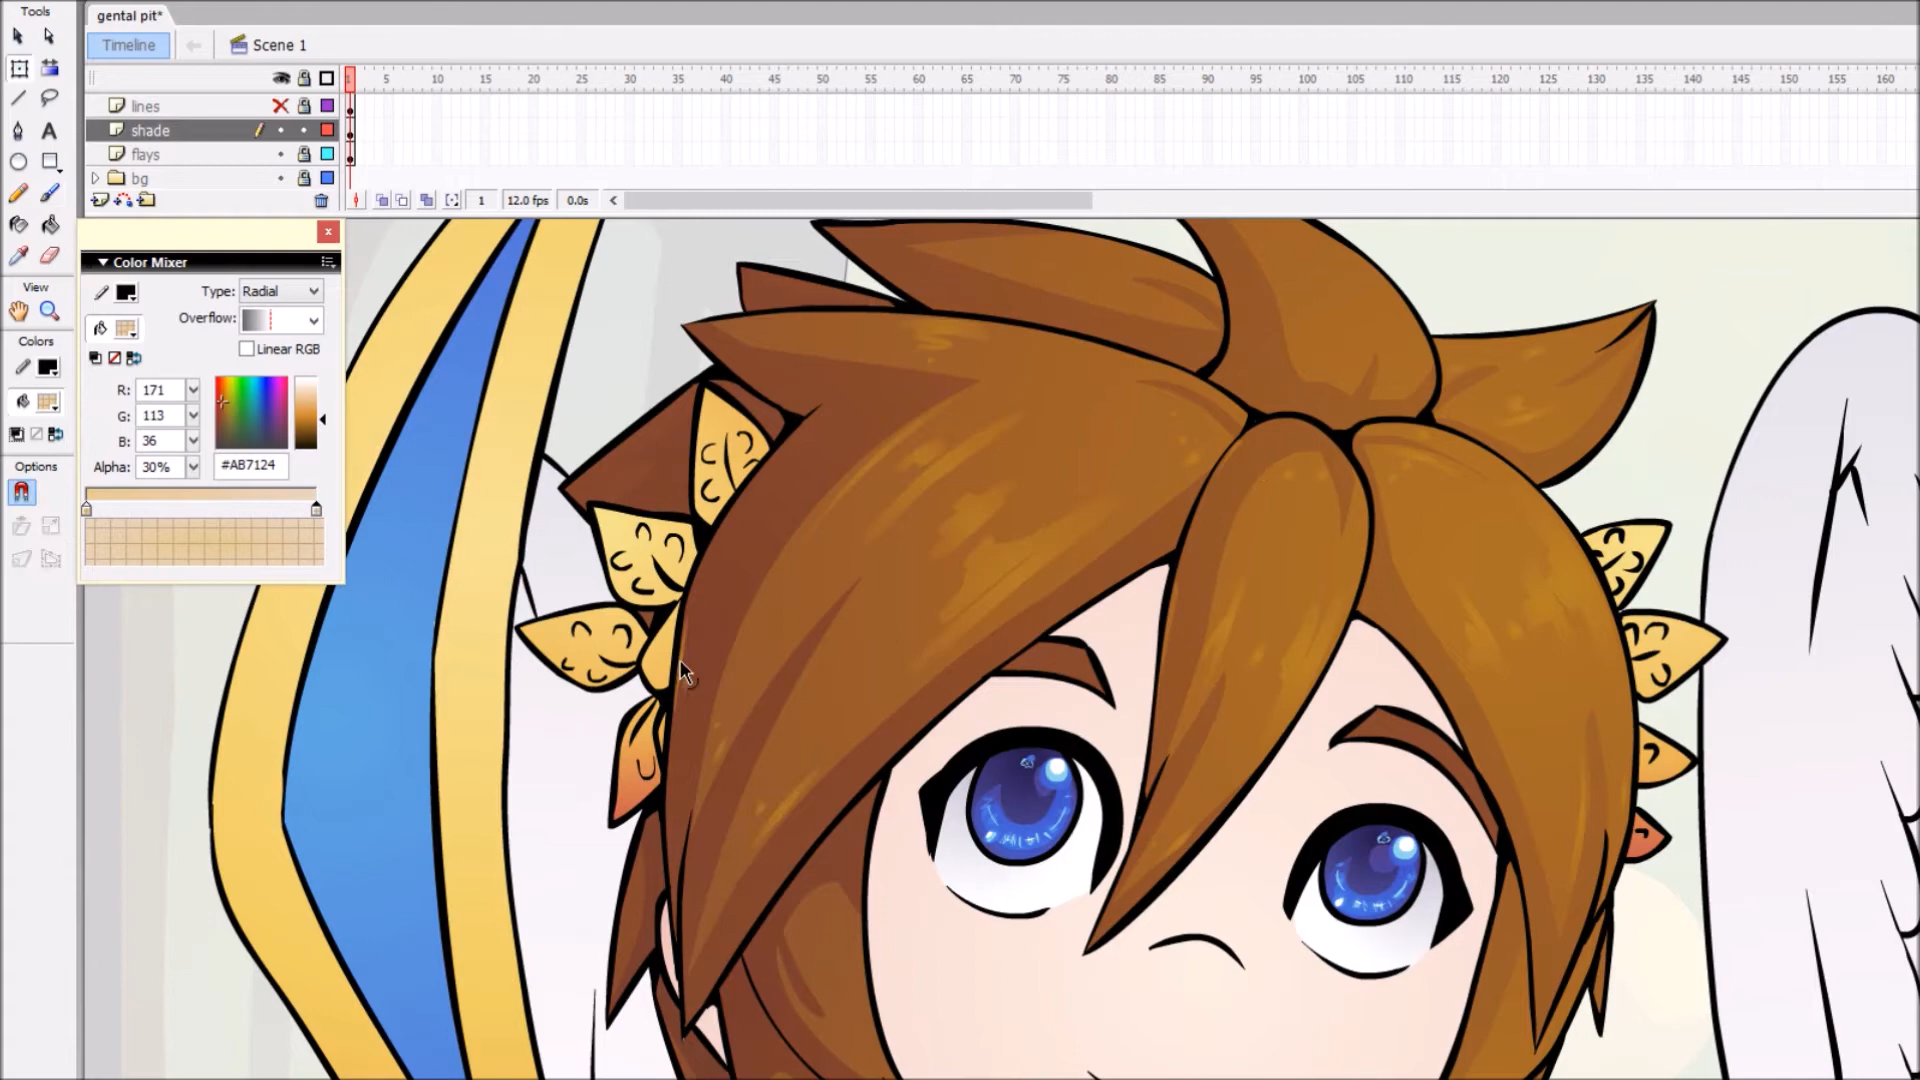 Tools
gental pit*
Timeline
Scene 1
1 5 10 15 20 25 30 35 40 45 50 55 60 65 70 75 80 85 90 95 100 105 110 115 120 125 130 135 140 145 150 155 160
lines
shade
flays
bg
1 12.0 fps 0.0s
Color Mixer
Type: Radial
Overflow:
Linear RGB
R: 171
G: 113
B: 36
Alpha: 30% #AB7124
View
Colors
Options